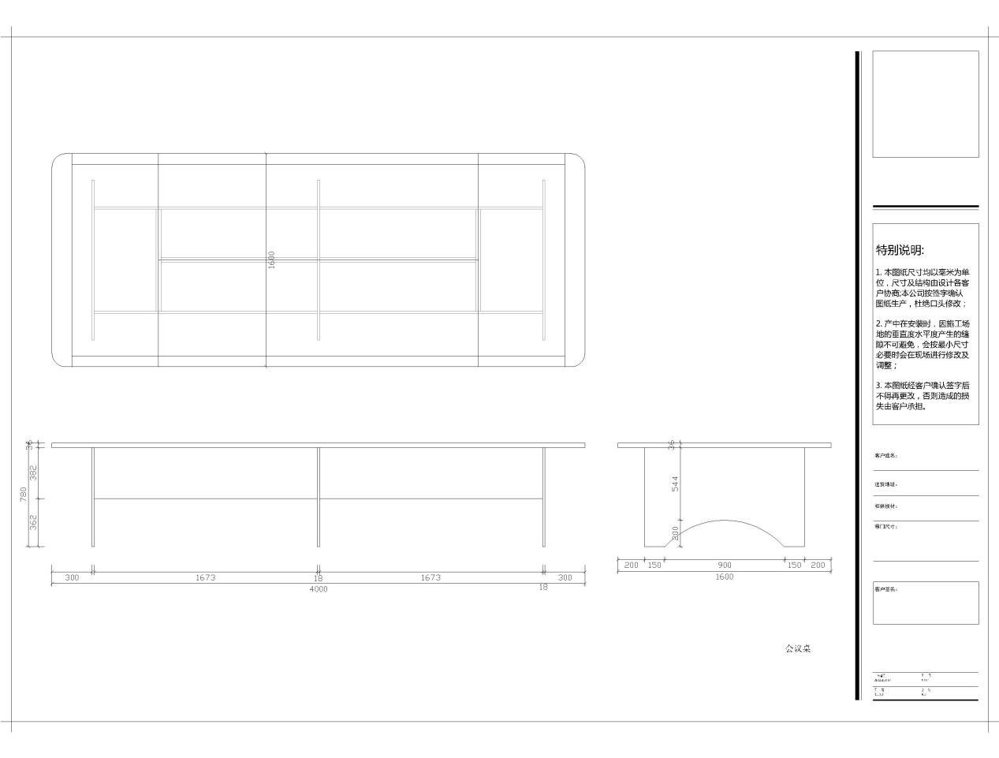 1600
特别说明:
1. 本图纸尺寸均以毫米为单
位，尺寸及结构由设计各客
户协商;本公司按签字确认
图纸生产，杜绝口头修改；
2. 产中在安装时，因施工场
地的垂直度水平度产生的缝
隙不可避免，会按最小尺寸
必要时会在现场进行修改及
调整；
3. 本图纸经客户确认签字后
不得再更改，否则造成的损
失由客户承担。
36
382
780
362
300
1673
18
1673
300
18
4000
36
544
200
200
150
900
150
200
1600
会议桌
客户姓名:
送货地址:
柜体板材:
移门尺寸:
客户签名: